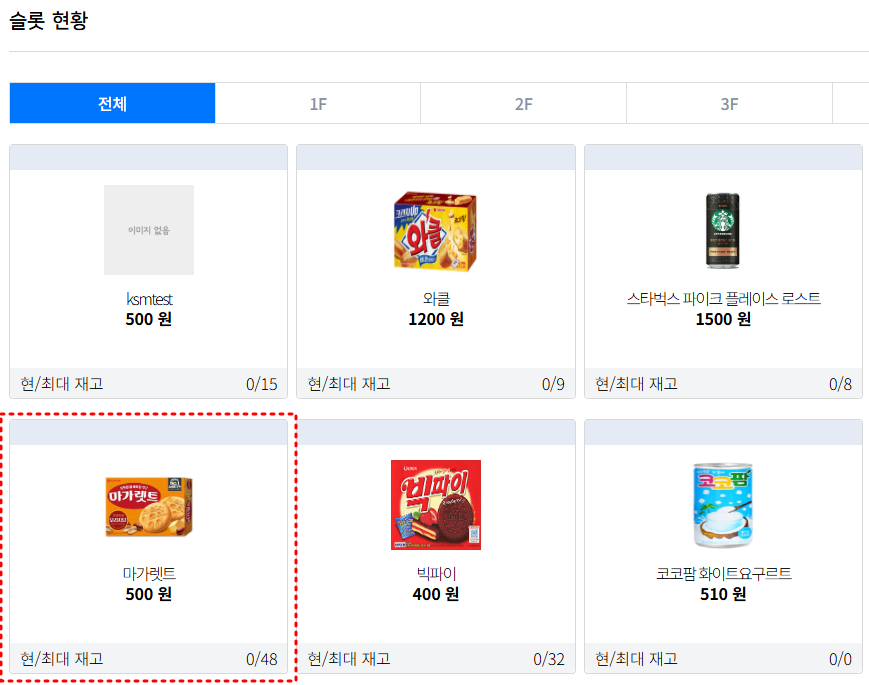 슬롯 현황
전체
1F
2F
3F
이미지 없음
ksmtest
500 원
현/최대 재고
0/15
와클
와클
1200 원
현/최대 재고
0/9
스타벅스 파이크 플레이스 로스트
1500 원
현/최대 재고
0/8
마가렛트
마가렛트
500 원
현/최대 재고
0/48
빅파이
빅파이
400 원
현/최대 재고
0/32
코코팜
코코팜 화이트요구르트
510 원
현/최대 재고
0/0